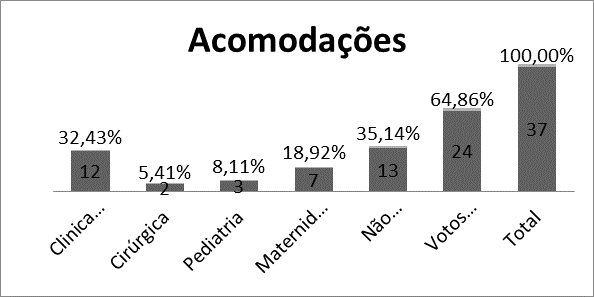 Acomodações
100,00%
64,86%
32,43%
35,14%
18,92%
5,41%
8,11%
37
24
12
13
2
3
7
Clinica...
Cirúrgica
Pediatria
Maternid...
Não...
Votos...
Total